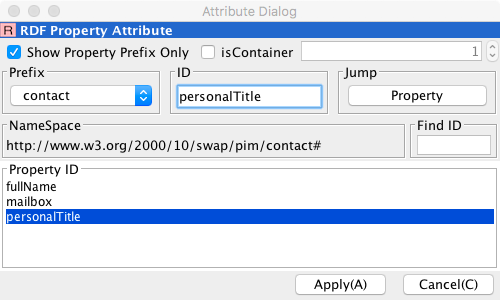 Attribute Dialog
R RDF Property Attribute
Show Property Prefix Only isContainer 1
Prefix ID Jump
contact personalTitle Property
NameSpace Find ID
http://www.w3.org/2000/10/swap/pim/contact#
Property ID
fullName
mailbox
personalTitle
Apply(A) Cancel(C)